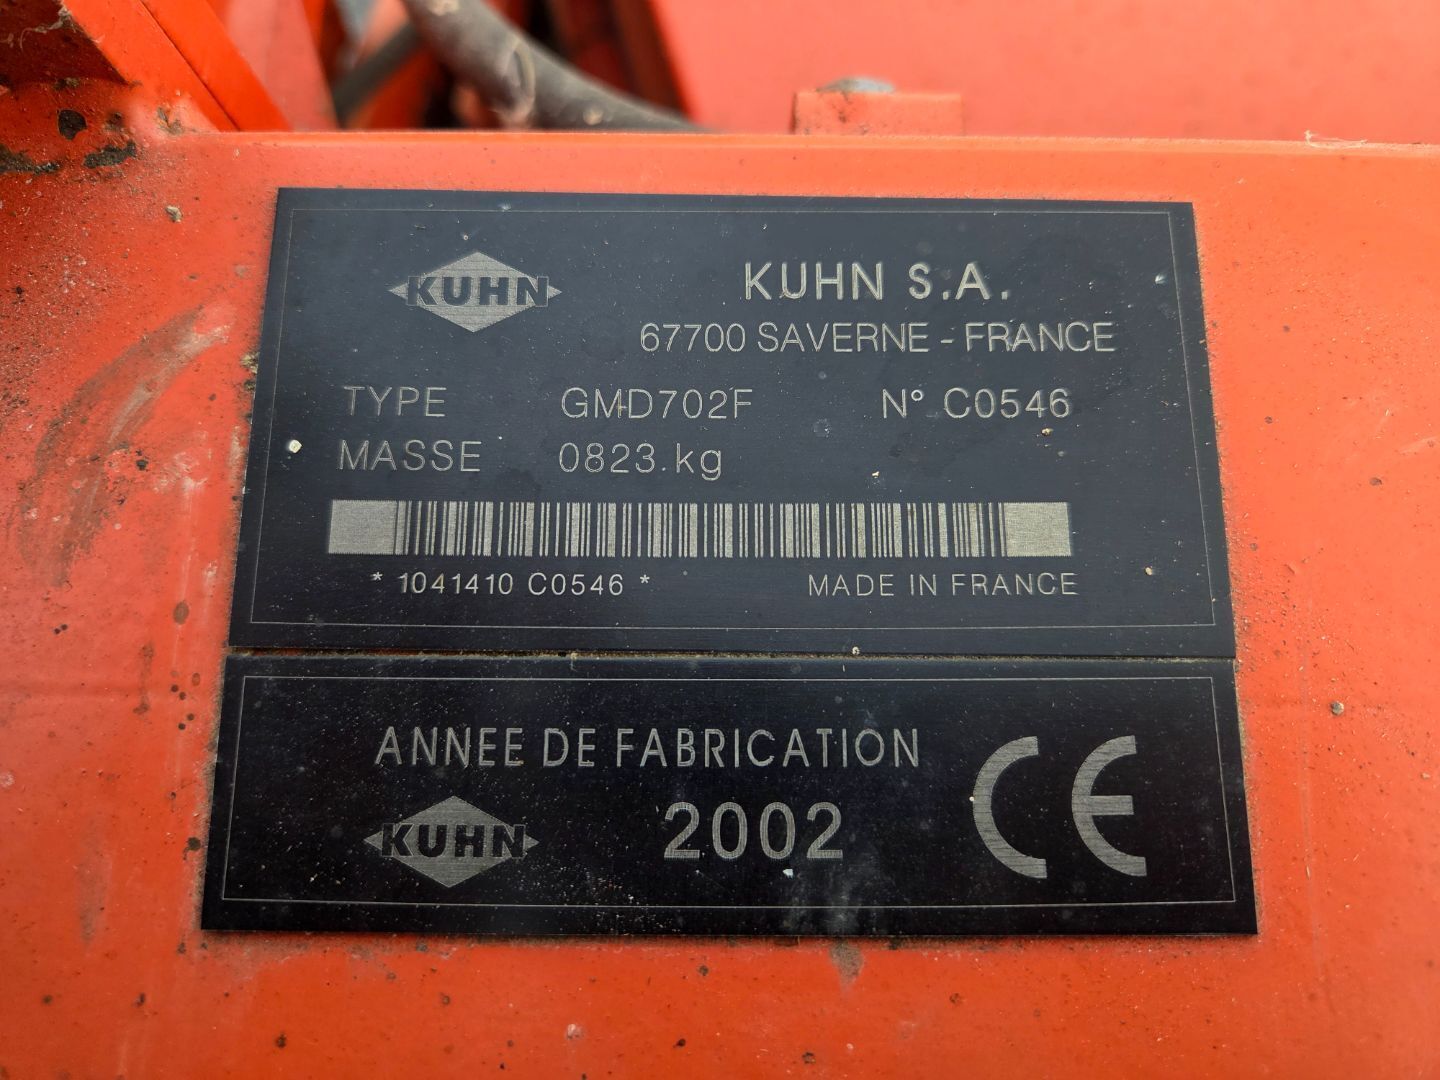 KUHN
KUHN S.A.
67700 SAVERNE - FRANCE
TYPE GMD702F N° C0546
MASSE 0823.kg
* 1041410 C0546 * MADE IN FRANCE
ANNEE DE FABRICATION
KUHN 2002 CE